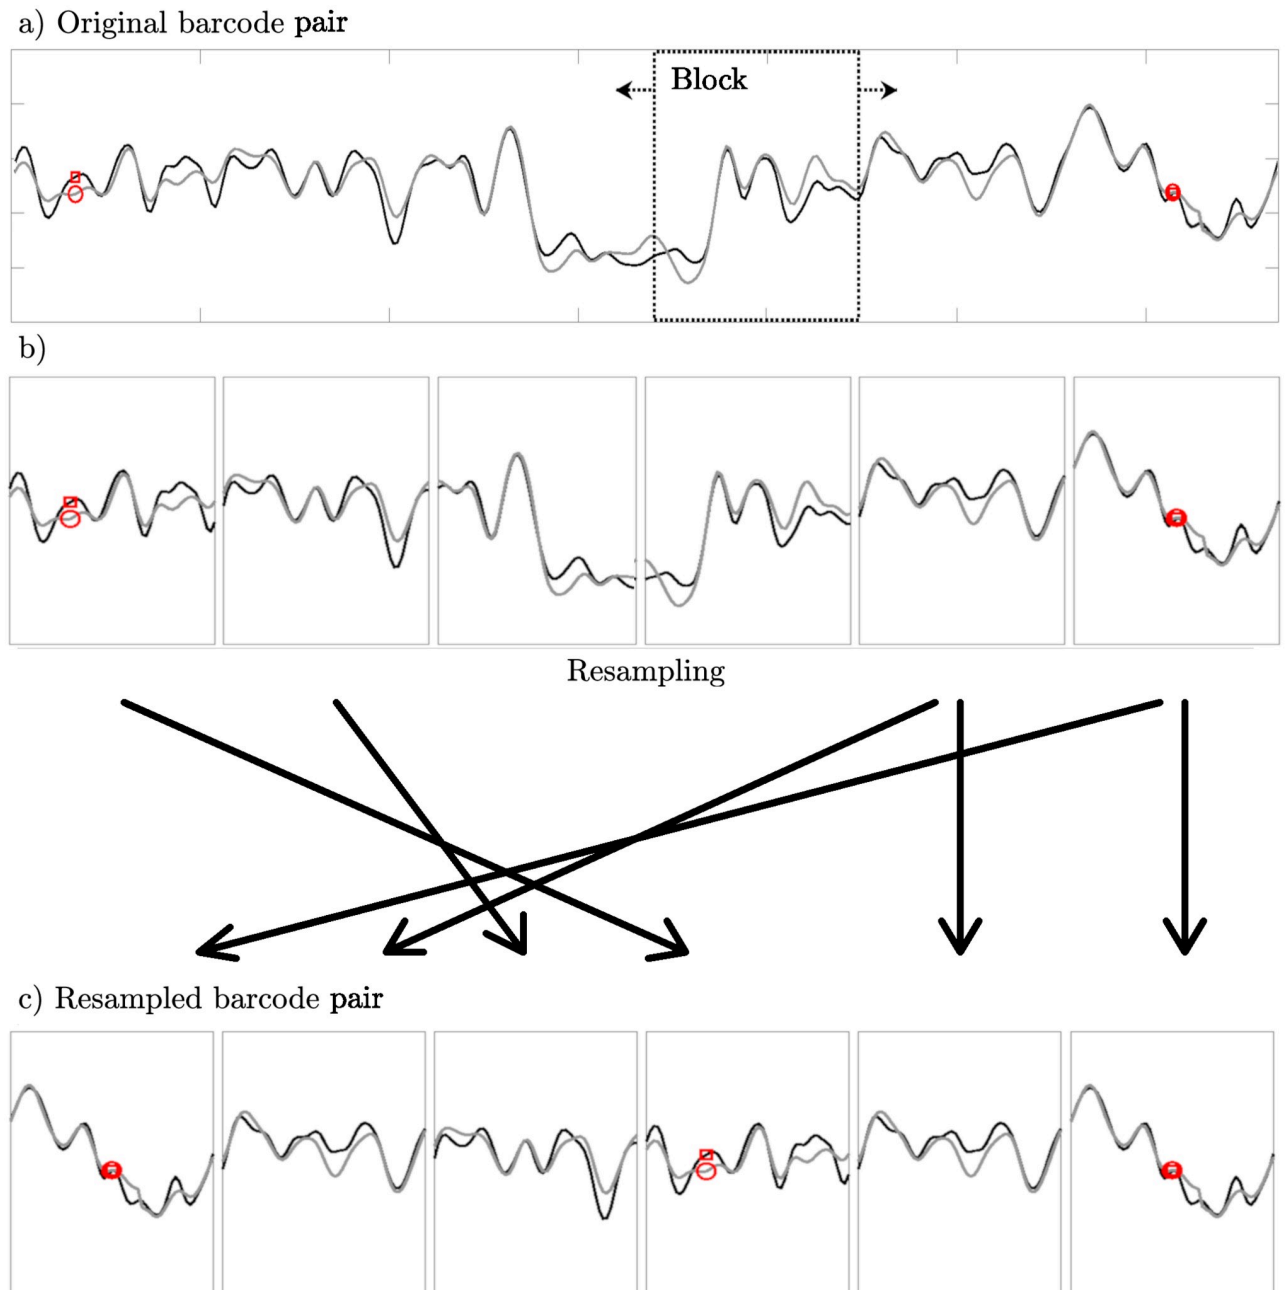 a) Original barcode pair
Block
b)
Resampling
c) Resampled barcode pair